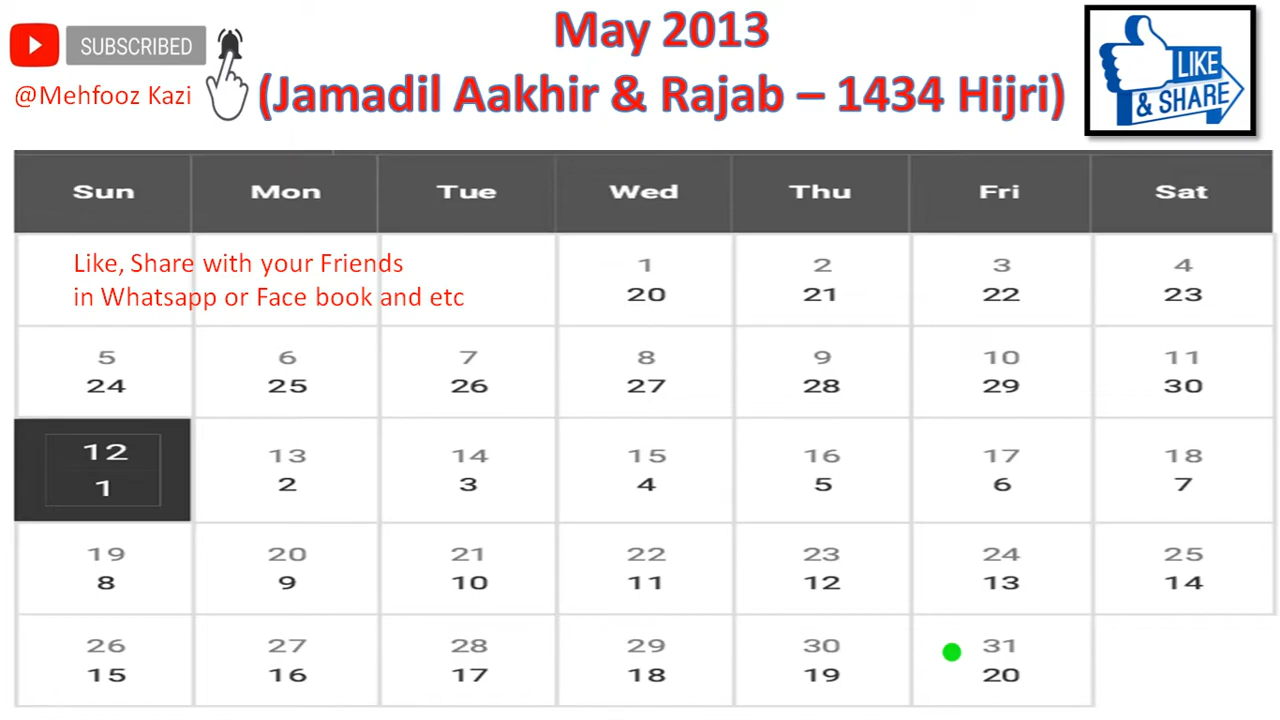 SUBSCRIBED
@Mehfooz Kazi
May 2013
(Jamadil Aakhir & Rajab – 1434 Hijri)
LIKE
& SHARE
Sun Mon Tue Wed Thu Fri Sat
Like, Share with your Friends
in Whatsapp or Face book and etc
1 2 3 4
20 21 22 23
5 6 7 8 9 10 11
24 25 26 27 28 29 30
12 13 14 15 16 17 18
1 2 3 4 5 6 7
19 20 21 22 23 24 25
8 9 10 11 12 13 14
26 27 28 29 30 31
15 16 17 18 19 20